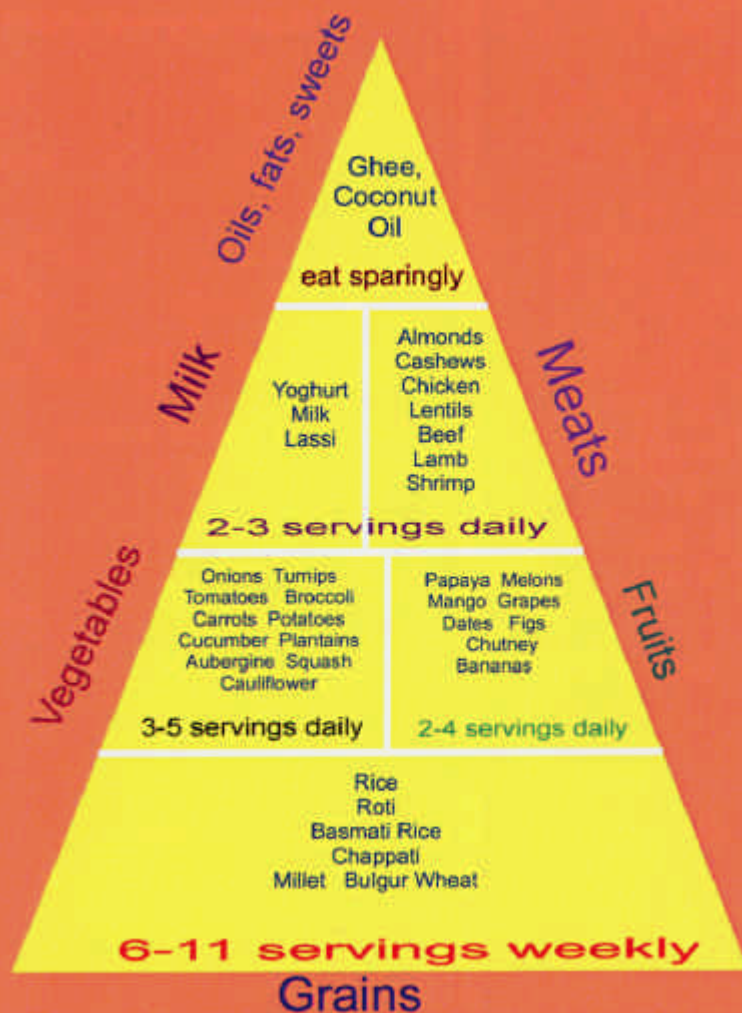 Oils, fats, sweets
Ghee,
Coconut
Oil
eat sparingly
Milk
Yoghurt
Milk
Lassi
Almonds
Cashews
Chicken
Lentils
Beef
Lamb
Shrimp
Meats
2-3 servings daily
Vegetables
Onions Turnips
Tomatoes Broccoli
Carrots Potatoes
Cucumber Plantains
Aubergine Squash
Cauliflower
3-5 servings daily
Papaya Melons
Mango Grapes
Dates Figs
Chutney
Bananas
2-4 servings daily
Fruits
Rice
Roti
Basmati Rice
Chappati
Millet Bulgur Wheat
6-11 servings weekly
Grains